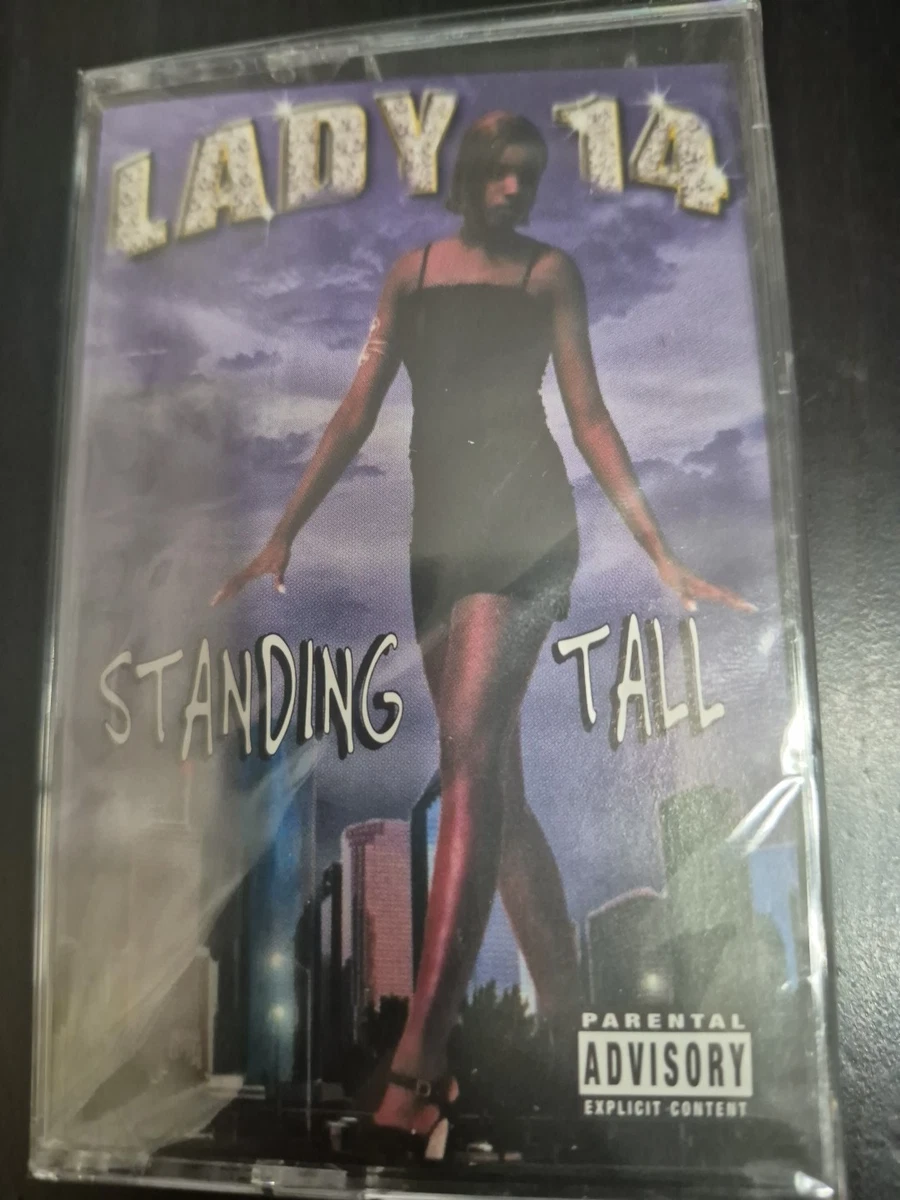 LADY 14
STANDING TALL
PARENTAL
ADVISORY
EXPLICIT CONTENT